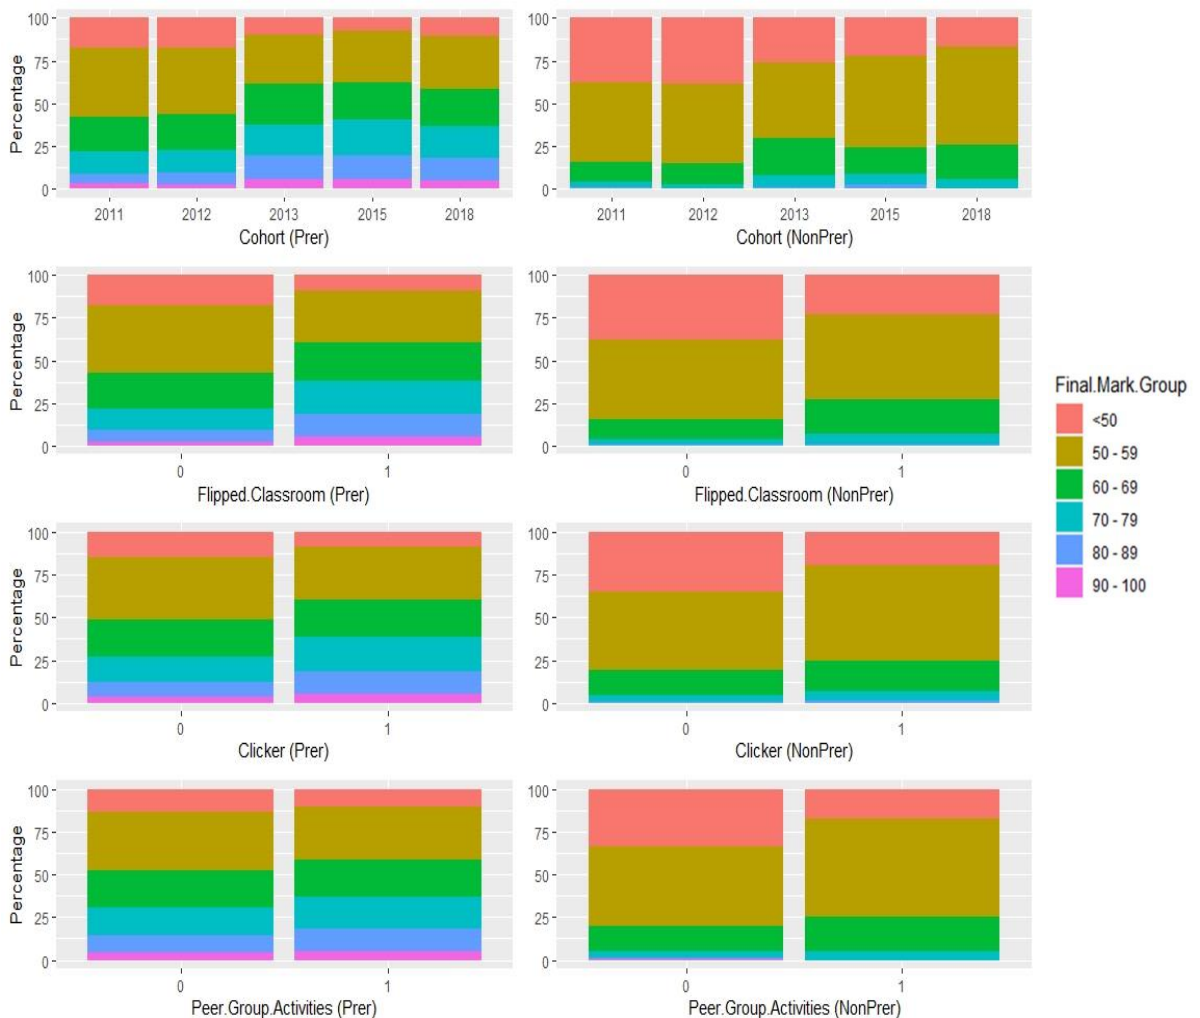 100
75
50
25
0
Percentage
2011 2012 2013 2015 2018
Cohort (Prer)
100
75
50
25
0
2011 2012 2013 2015 2018
Cohort (NonPrer)
100
75
50
25
0
Percentage
0 1
Flipped.Classroom (Prer)
100
75
50
25
0
0 1
Flipped.Classroom (NonPrer)
100
75
50
25
0
Percentage
0 1
Clicker (Prer)
100
75
50
25
0
0 1
Clicker (NonPrer)
100
75
50
25
0
Percentage
0 1
Peer.Group.Activities (Prer)
100
75
50
25
0
0 1
Peer.Group.Activities (NonPrer)
Final.Mark.Group
<50
50 - 59
60 - 69
70 - 79
80 - 89
90 - 100